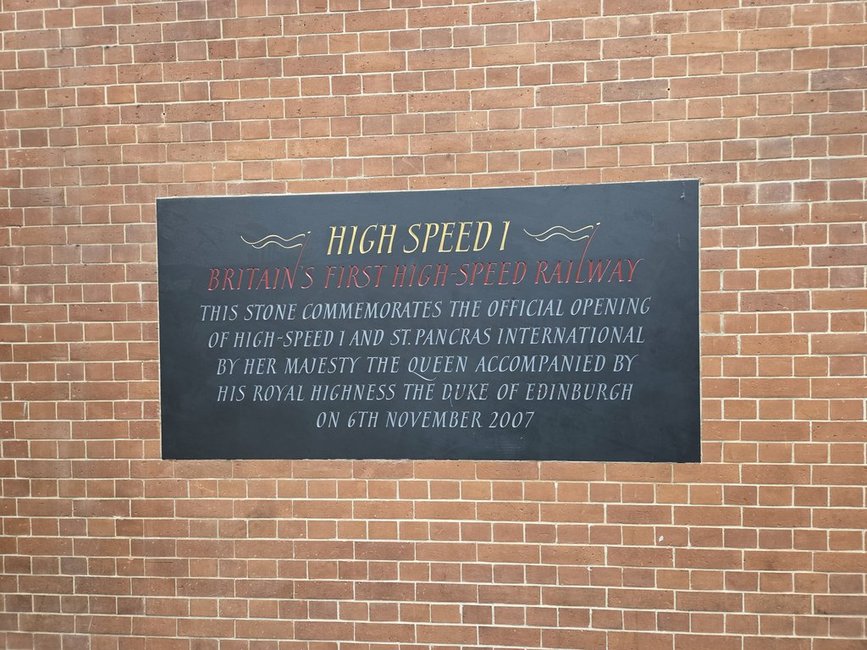 HIGH SPEED 1
BRITAIN'S FIRST HIGH-SPEED RAILWAY
THIS STONE COMMEMORATES THE OFFICIAL OPENING
OF HIGH-SPEED 1 AND ST. PANCRAS INTERNATIONAL
BY HER MAJESTY THE QUEEN ACCOMPANIED BY
HIS ROYAL HIGHNESS THE DUKE OF EDINBURGH
ON 6TH NOVEMBER 2007